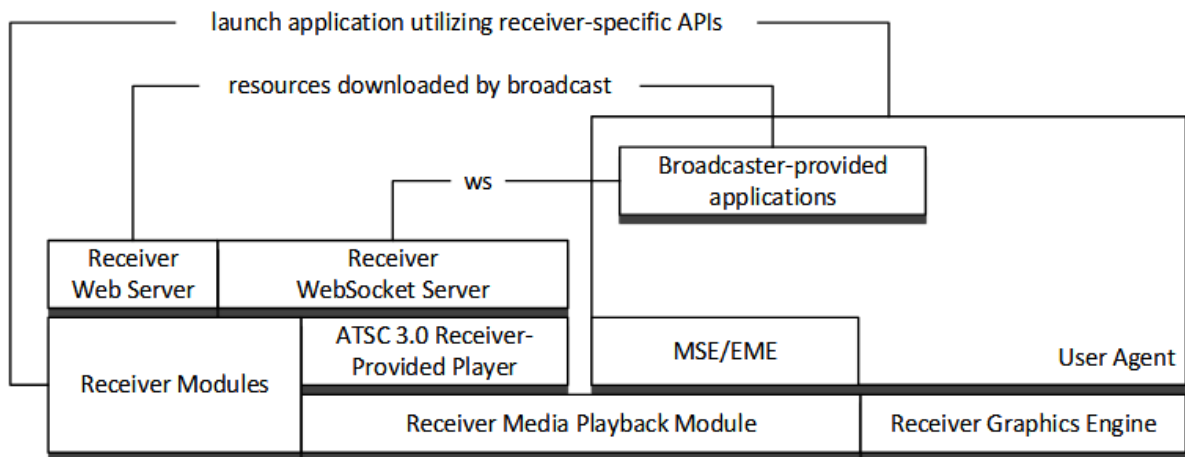 launch application utilizing receiver-specific APIs
resources downloaded by broadcast
Broadcaster-provided
applications
ws
Receiver
Web Server
Receiver
WebSocket Server
ATSC 3.0 Receiver-
Provided Player
MSE/EME
User Agent
Receiver Modules
Receiver Media Playback Module
Receiver Graphics Engine